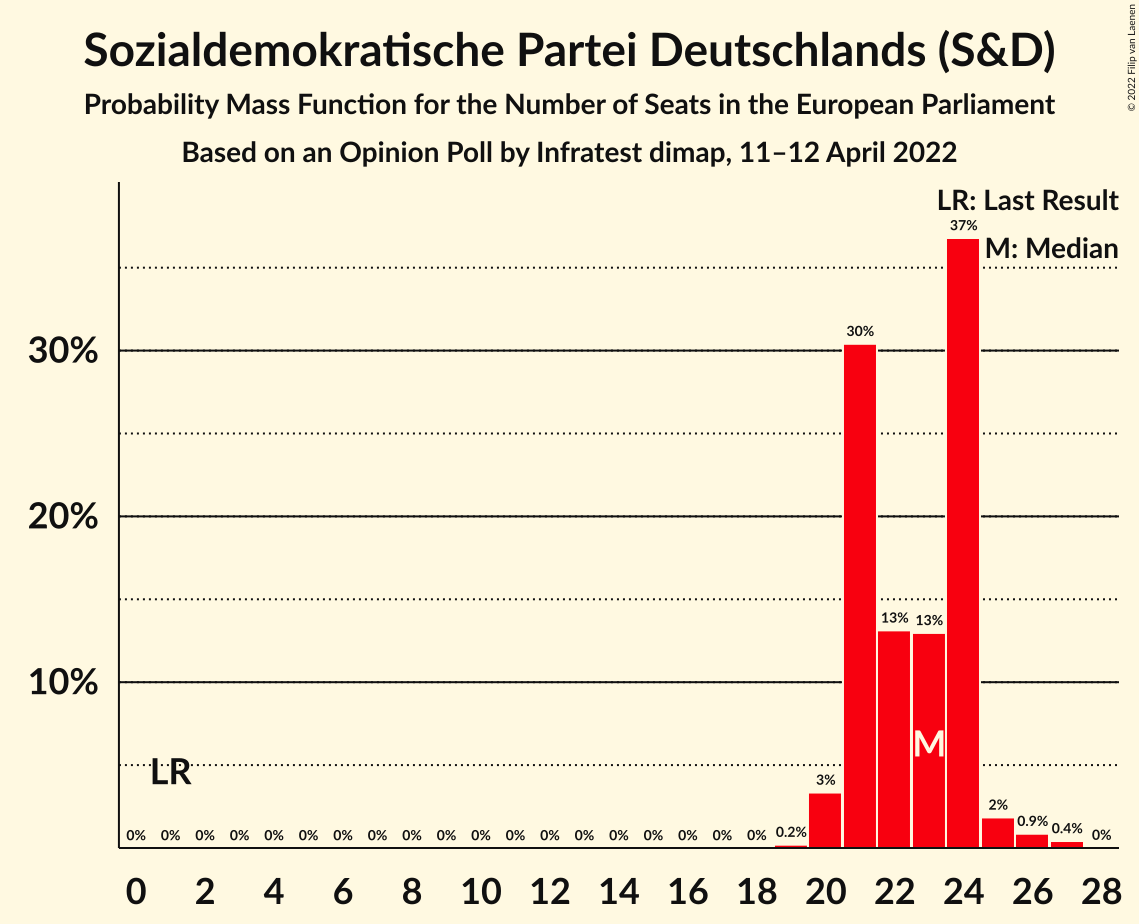 Sozialdemokratische Partei Deutschlands (S&D)
Probability Mass Function for the Number of Seats in the European Parliament
Based on an Opinion Poll by Infratest dimap, 11–12 April 2022
© 2022 Filip van Laenen
LR: Last Result
M: Median
30%
20%
10%
LR
M
0% 0% 0% 0% 0% 0% 0% 0% 0% 0% 0% 0% 0% 0% 0% 0% 0% 0% 0% 0.2% 3% 30% 13% 13% 37% 2% 0.9% 0.4% 0%
0 2 4 6 8 10 12 14 16 18 20 22 24 26 28